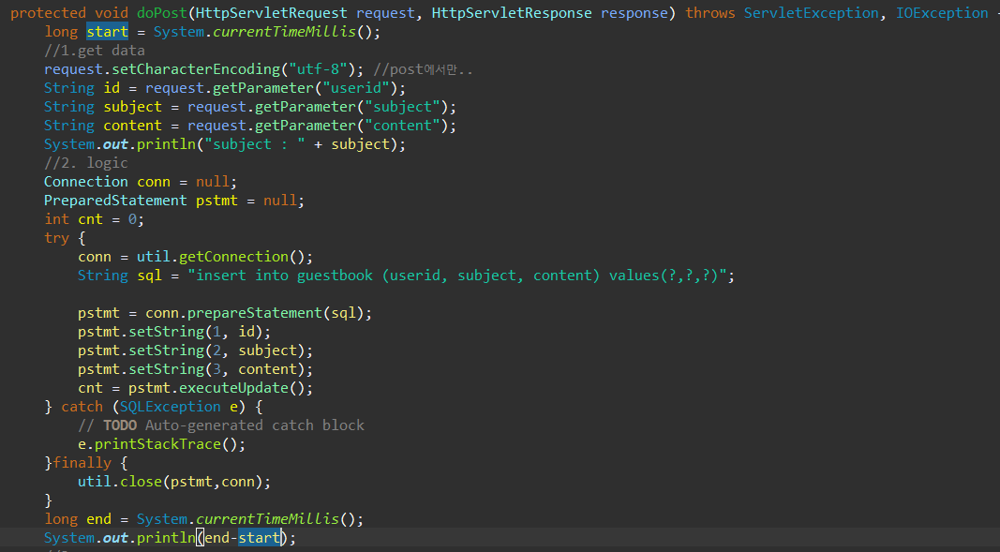 protected void doPost(HttpServletRequest request, HttpServletResponse response) throws ServletException, IOException
long start = System.currentTimeMillis();
//1.get data
request.setCharacterEncoding("utf-8"); //post에서만..
String id = request.getParameter("userid");
String subject = request.getParameter("subject");
String content = request.getParameter("content");
System.out.println("subject : " + subject);
//2. logic
Connection conn = null;
PreparedStatement pstmt = null;
int cnt = 0;
try {
conn = util.getConnection();
String sql = "insert into guestbook (userid, subject, content) values(?,?,?)";
pstmt = conn.prepareStatement(sql);
pstmt.setString(1, id);
pstmt.setString(2, subject);
pstmt.setString(3, content);
cnt = pstmt.executeUpdate();
} catch (SQLException e) {
// TODO Auto-generated catch block
e.printStackTrace();
}finally {
util.close(pstmt,conn);
}
long end = System.currentTimeMillis();
System.out.println(end-start);